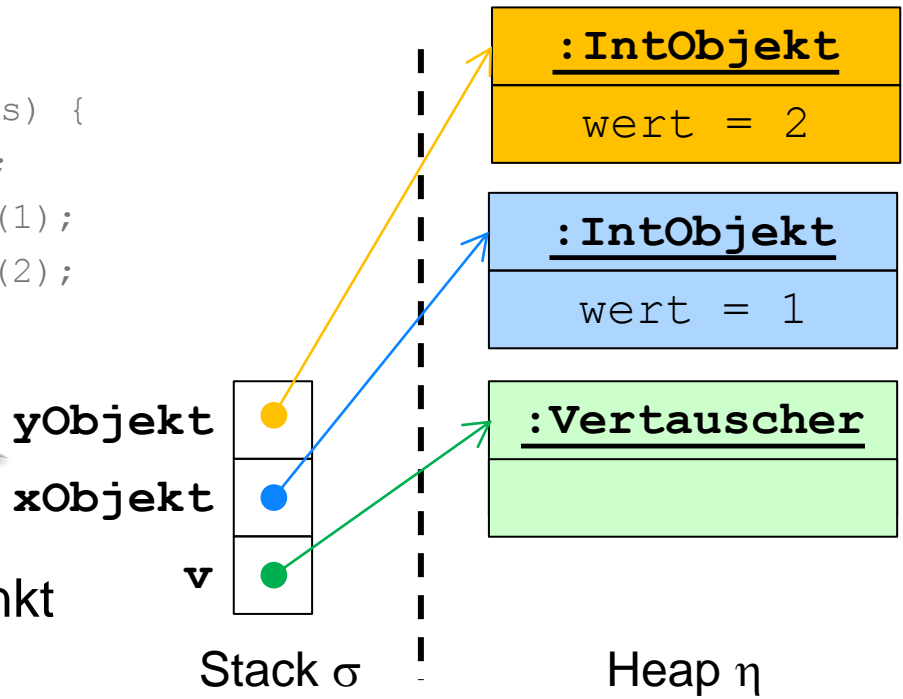 s) {
;
(1);
(2);
:IntObjekt
wert = 2
:IntObjekt
wert = 1
:Vertauscher
yObjekt
xObjekt
v
nkt
Stack σ
Heap η